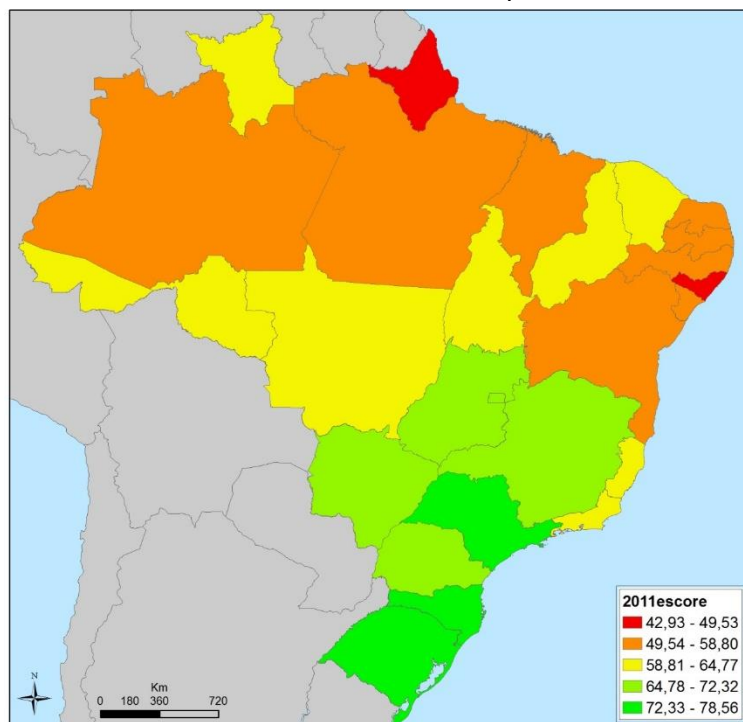 2011escore
42,93 - 49,53
49,54 - 58,80
58,81 - 64,77
64,78 - 72,32
72,33 - 78,56
N
Km
0 180 360 720